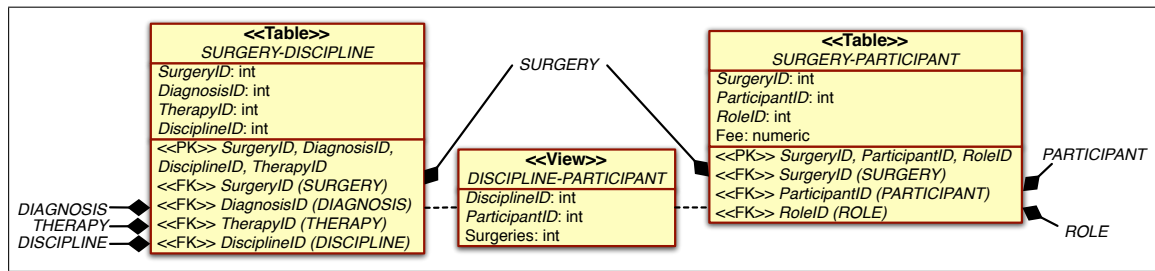 <<Table>>
SURGERY-DISCIPLINE
SurgeryID: int
DiagnosisID: int
TherapyID: int
DisciplineID: int
<<PK>> SurgeryID, DiagnosisID,
DisciplineID, TherapyID
<<FK>> SurgeryID (SURGERY)
<<FK>> DiagnosisID (DIAGNOSIS)
<<FK>> TherapyID (THERAPY)
<<FK>> DisciplineID (DISCIPLINE)
DIAGNOSIS
THERAPY
DISCIPLINE
SURGERY
<<View>>
DISCIPLINE-PARTICIPANT
DisciplineID: int
ParticipantID: int
Surgeries: int
<<Table>>
SURGERY-PARTICIPANT
SurgeryID: int
ParticipantID: int
RoleID: int
Fee: numeric
<<PK>> SurgeryID, ParticipantID, RoleID
<<FK>> SurgeryID (SURGERY)
<<FK>> ParticipantID (PARTICIPANT)
<<FK>> RoleID (ROLE)
PARTICIPANT
ROLE